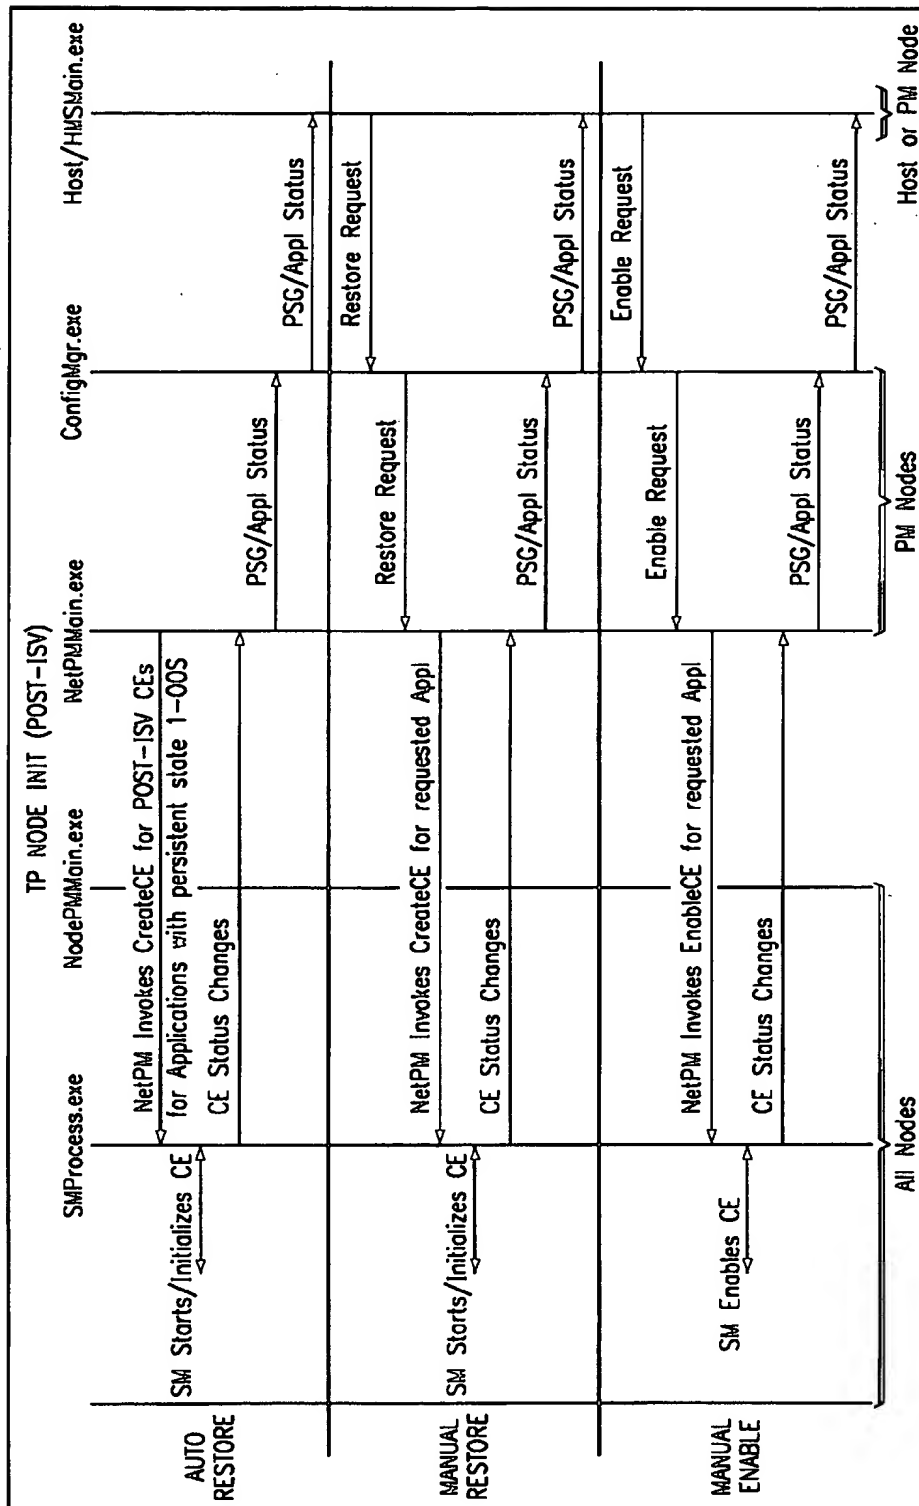 TP NODE INIT (POST-ISV)
SMProcess.exe
NodePMMain.exe
NetPMMain.exe
ConfigMgr.exe
Host/HMSMain.exe
AUTO
RESTORE
NetPM Invokes CreateCE for POST-ISV CEs
for Applications with persistent state 1-OOS
SM Starts/Initializes CE
CE Status Changes
PSG/Appl Status
PSG/Appl Status
MANUAL
RESTORE
Restore Request
Restore Request
NetPM Invokes CreateCE for requested Appl
SM Starts/Initializes CE
CE Status Changes
PSG/Appl Status
PSG/Appl Status
MANUAL
ENABLE
Enable Request
Enable Request
NetPM Invokes EnableCE for requested Appl
SM Enables CE
CE Status Changes
PSG/Appl Status
PSG/Appl Status
All Nodes
PM Nodes
Host or PM Node